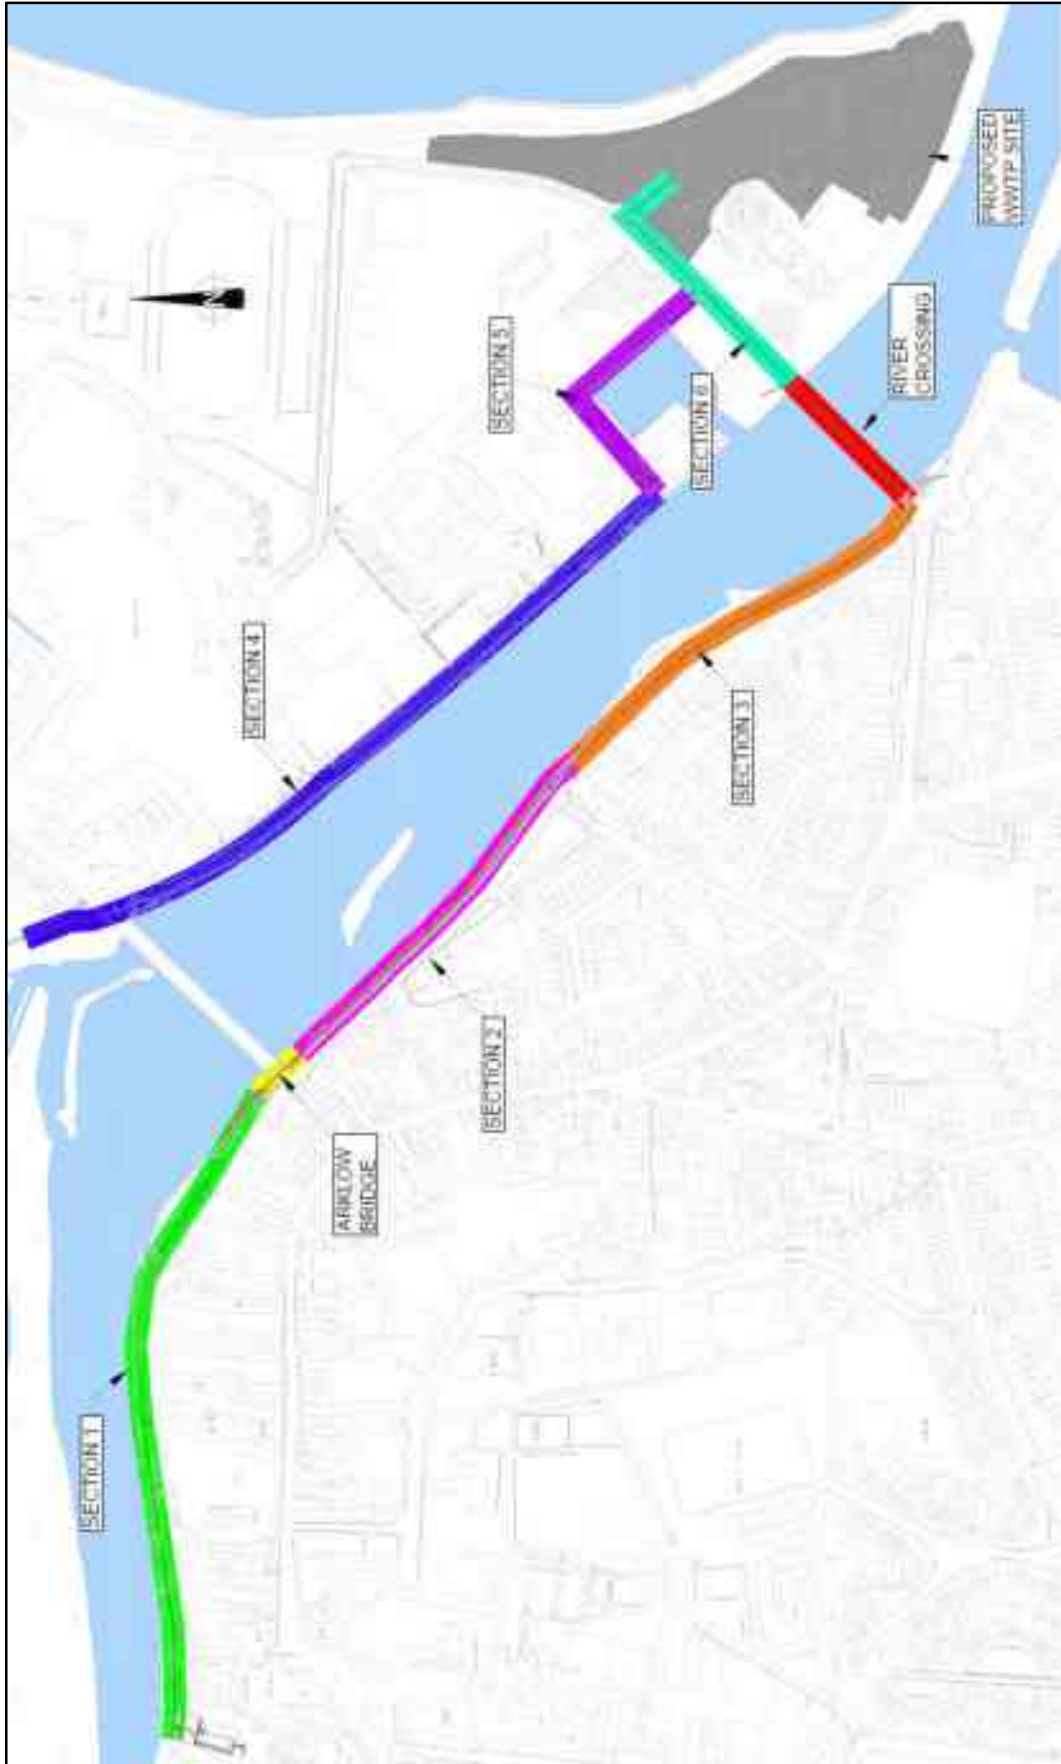 SECTION 1
ARKLOW
BRIDGE
SECTION 2
SECTION 4
SECTION 3
SECTION 5
SECTION 6
RIVER
CROSSING
PROPOSED
WWTP SITE